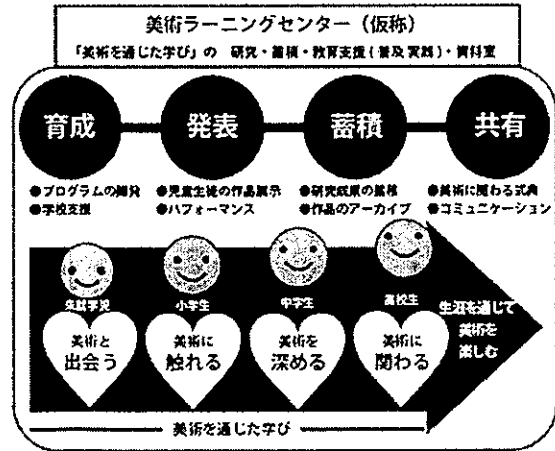 美術ラーニングセンター（仮称）
「美術を通じた学び」の　研究・蓄積・教育支援（普及実践）・資料室
育成
発表
蓄積
共有
●プログラムの開発
●学校支援
●児童生徒の作品展示
●パフォーマンス
●研究成果の蓄積
●作品のアーカイブ
●美術に関わる式典
●コミュニケーション
未就学児
小学生
中学生
高校生
美術と
出会う
美術に
触れる
美術を
深める
美術に
関わる
生涯を通じて
美術を
楽しむ
美術を通じた学び